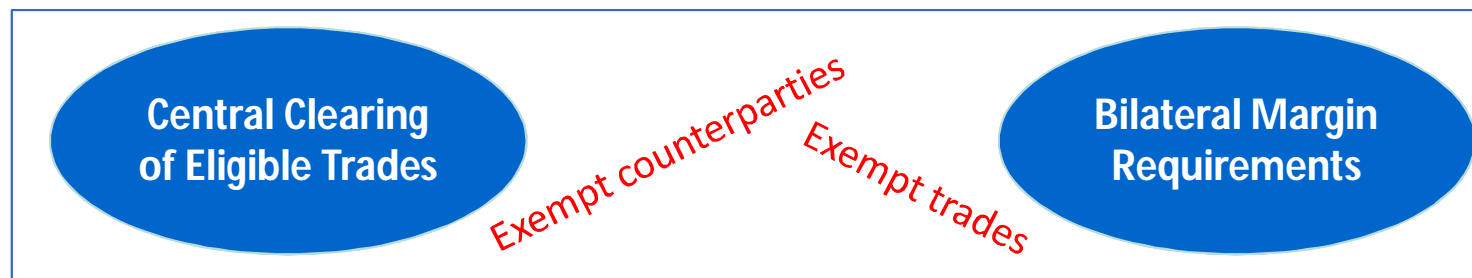 Central Clearing
of Eligible Trades
Exempt counterparties
Exempt trades
Bilateral Margin
Requirements